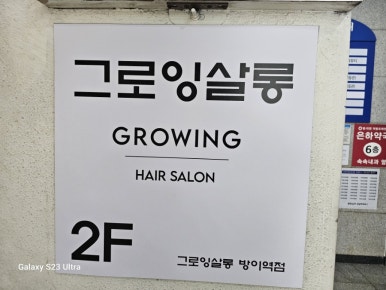 그로잉살롱
GROWING
HAIR SALON
2F
그로잉살롱 방이역점
은하약국
6층
Galaxy S23 Ultra